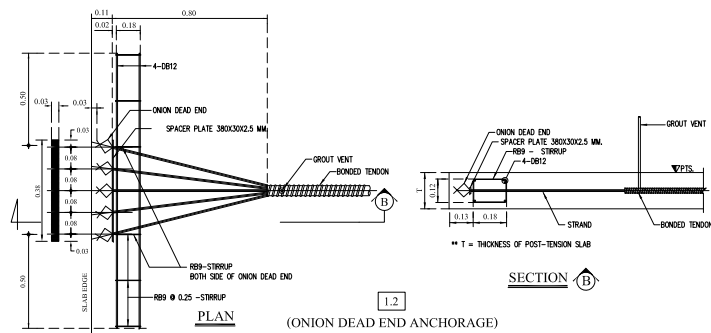 0.11
0.80
0.02
0.18
4-DB12
0.50
0.03
0.03
0.03
ONION DEAD END
SPACER PLATE 380X30X2.5 MM.
0.03
0.08
0.08
0.38
0.08
0.08
0.03
GROUT VENT
BONDED TENDON
B
0.50
SLAB EDGE
RB9-STIRRUP
BOTH SIDE OF ONION DEAD END
RB9 @ 0.25 -STIRRUP
PLAN
GROUT VENT
ONION DEAD END
SPACER PLATE 380X30X2.5 MM.
RB9 - STIRRUP
4-DB12
PTS.
T
0.12
0.13
0.18
STRAND
BONDED TENDON
** T = THICKNESS OF POST-TENSION SLAB
SECTION B
1.2
(ONION DEAD END ANCHORAGE)